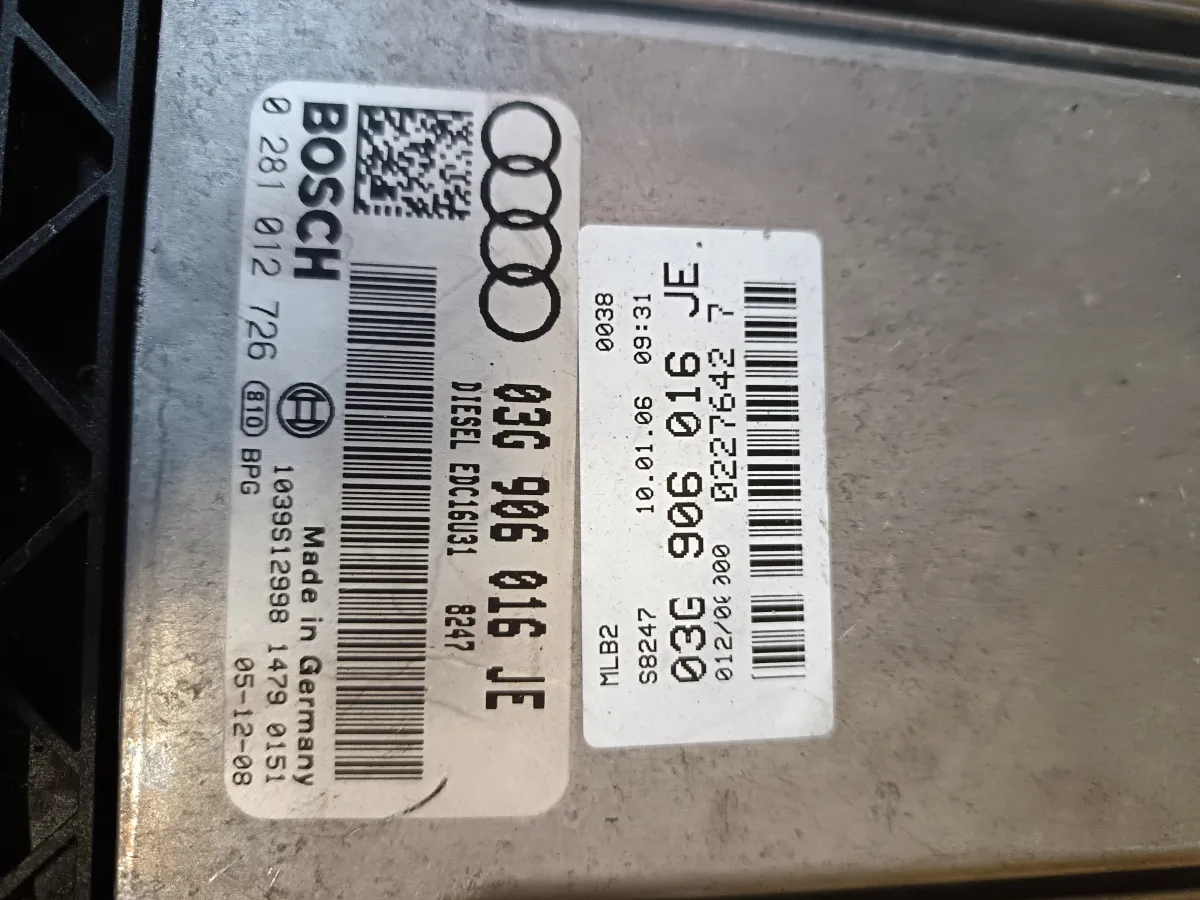 03G 906 016 JE
DIESEL EDC16U31 8247
BOSCH
Made in Germany
0 281 012 726
1039S12998 1479 0151
810 BPG 05-12-08
MLB2 0038
S8247 10.01.06 09:31
03G 906 016 JE
0227642 7